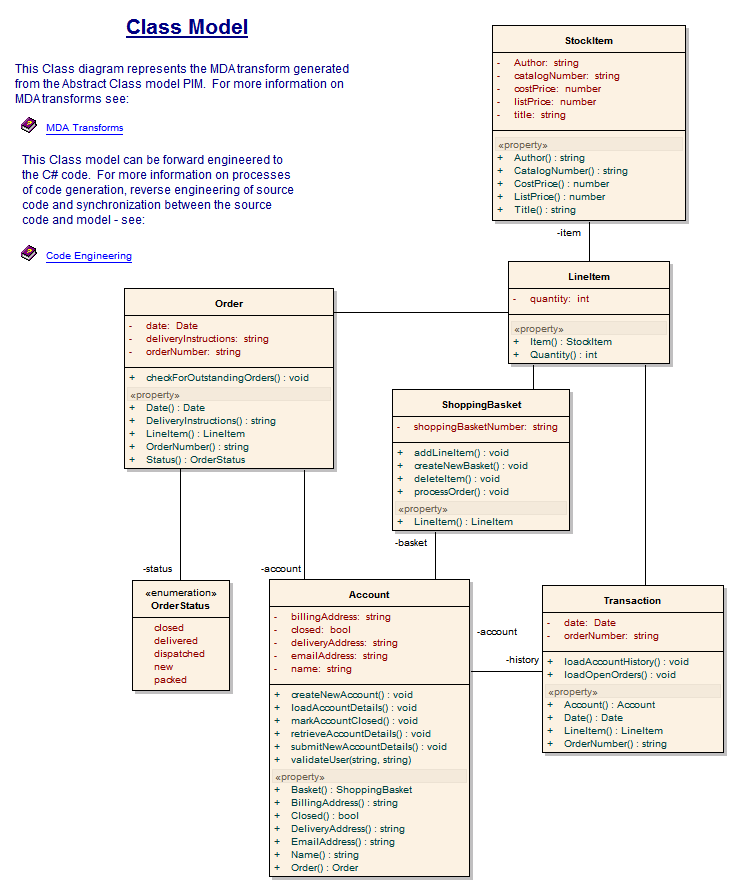 Class Model
This Class diagram represents the MDA transform generated
from the Abstract Class model PIM. For more information on
MDA transforms see:
MDA Transforms
This Class model can be forward engineered to
the C# code. For more information on processes
of code generation, reverse engineering of source
code and synchronization between the source
code and model - see:
Code Engineering
StockItem
- Author: string
- catalogNumber: string
- costPrice: number
- listPrice: number
- title: string
«property»
+ Author() : string
+ CatalogNumber() : string
+ CostPrice() : number
+ ListPrice() : number
+ Title() : string
-item
LineItem
- quantity: int
«property»
+ Item() : StockItem
+ Quantity() : int
Order
- date: Date
- deliveryInstructions: string
- orderNumber: string
+ checkForOutstandingOrders() : void
«property»
+ Date() : Date
+ DeliveryInstructions() : string
+ LineItem() : LineItem
+ OrderNumber() : string
+ Status() : OrderStatus
ShoppingBasket
- shoppingBasketNumber: string
+ addLineItem() : void
+ createNewBasket() : void
+ deleteItem() : void
+ processOrder() : void
«property»
+ LineItem() : LineItem
-basket
-status
-account
«enumeration»
OrderStatus
closed
delivered
dispatched
new
packed
Account
- billingAddress: string
- closed: bool
- deliveryAddress: string
- emailAddress: string
- name: string
+ createNewAccount() : void
+ loadAccountDetails() : void
+ markAccountClosed() : void
+ retrieveAccountDetails() : void
+ submitNewAccountDetails() : void
+ validateUser(string, string)
«property»
+ Basket() : ShoppingBasket
+ BillingAddress() : string
+ Closed() : bool
+ DeliveryAddress() : string
+ EmailAddress() : string
+ Name() : string
+ Order() : Order
-account
-history
Transaction
- date: Date
- orderNumber: string
+ loadAccountHistory() : void
+ loadOpenOrders() : void
«property»
+ Account() : Account
+ Date() : Date
+ LineItem() : LineItem
+ OrderNumber() : string